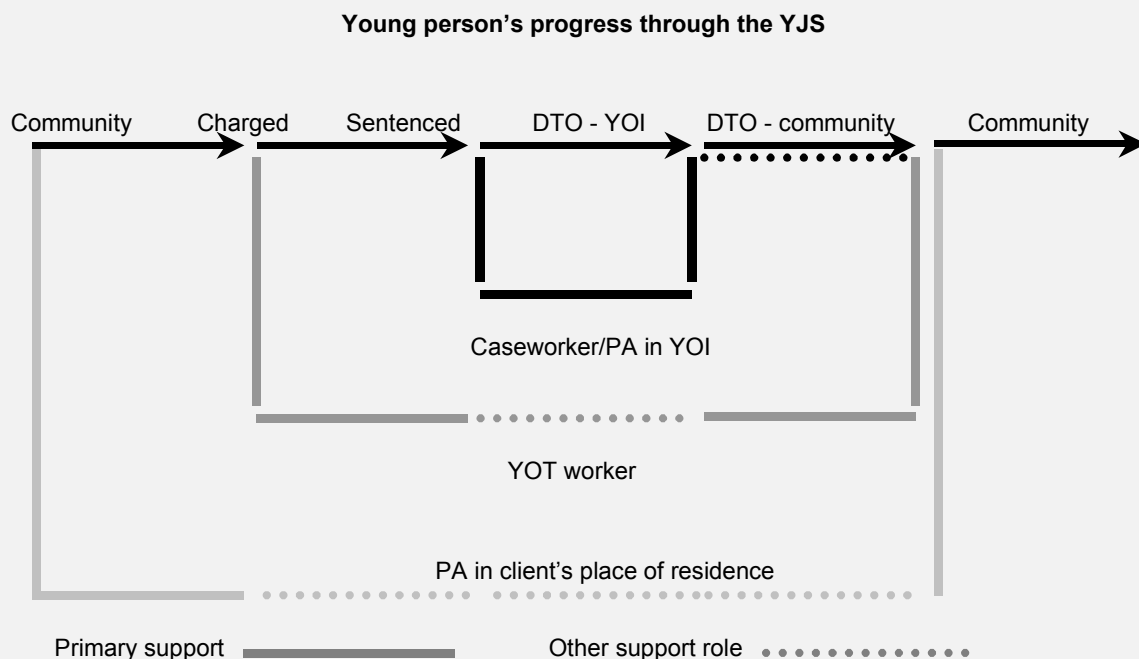 Young person’s progress through the YJS
Community Charged Sentenced DTO - YOI DTO - community Community
Caseworker/PA in YOI
YOT worker
PA in client’s place of residence
Primary support Other support role